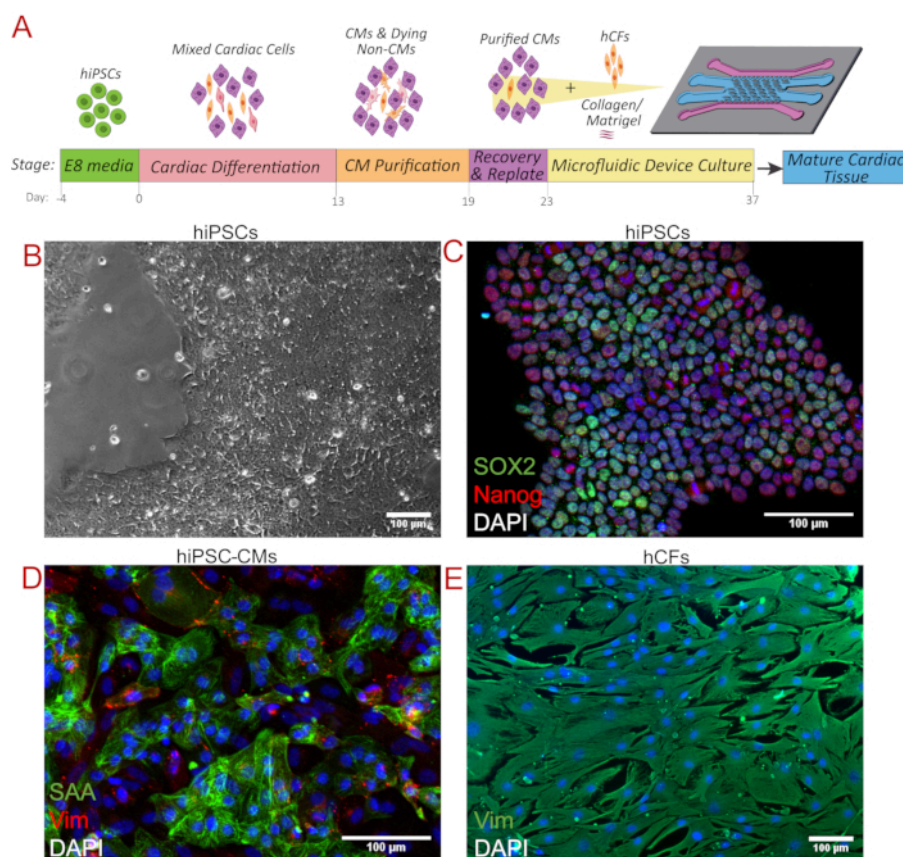 A
hiPSCs
Mixed Cardiac Cells
CMs & Dying
Non-CMs
Purified CMs
hCFs
+
Collagen/
Matrigel
Stage:
E8 media
Cardiac Differentiation
CM Purification
Recovery
& Replate
Microfluidic Device Culture
Mature Cardiac
Tissue
Day:
-4
0
13
19
23
37
hiPSCs
B
100 µm
hiPSCs
C
SOX2
Nanog
DAPI
100 µm
hiPSC-CMs
D
SAA
Vim
DAPI
100 µm
hCFs
E
Vim
DAPI
100 µm